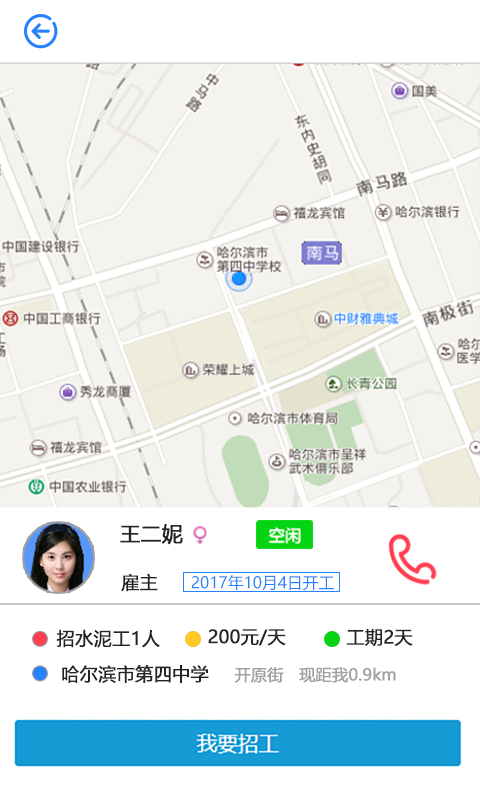 中华路
国美
东内史胡同
南马路
禧龙宾馆
哈尔滨银行
中国建设银行
哈尔滨市
第四中学校
南马
中国工商银行
中财雅典城
南极街
哈尔
医学
荣耀上城
长青公园
秀龙商厦
哈尔滨市体育局
禧龙宾馆
哈尔滨市呈祥
武术俱乐部
中国农业银行
王二妮
空闲
雇主
2017年10月4日开工
招水泥工1人
200元/天
工期2天
哈尔滨市第四中学
开原街
现距我0.9km
我要招工